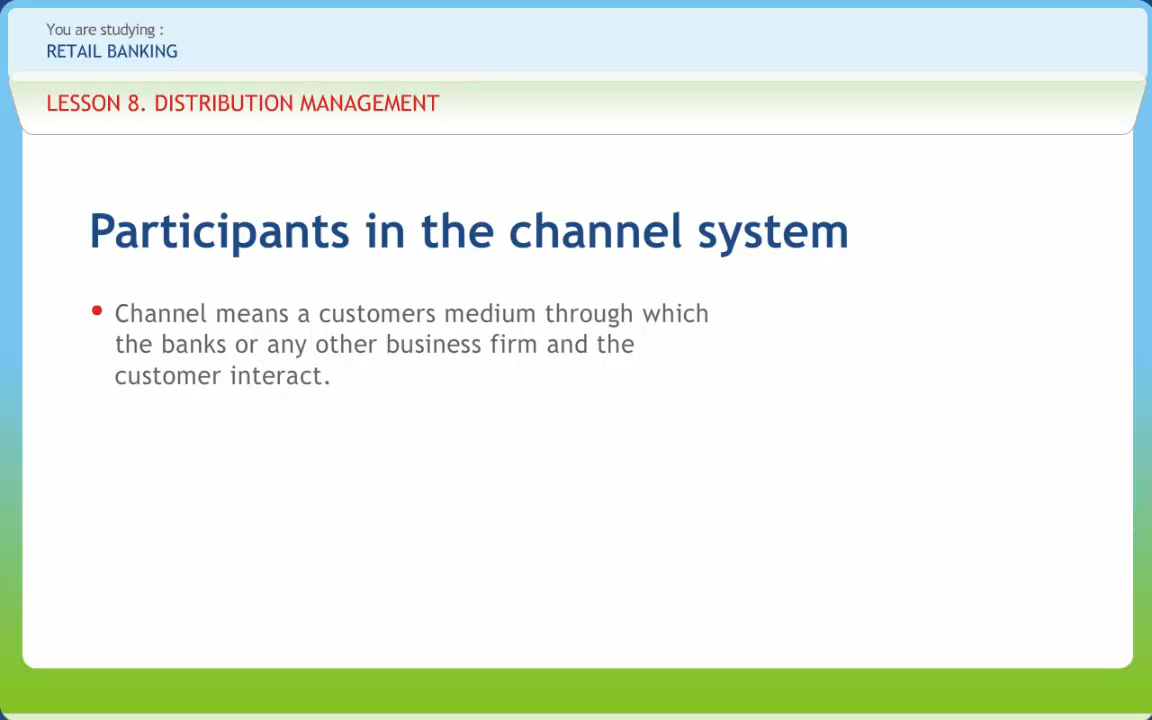 You are studying :
RETAIL BANKING
LESSON 8. DISTRIBUTION MANAGEMENT
Participants in the channel system
• Channel means a customers medium through which
the banks or any other business firm and the
customer interact.